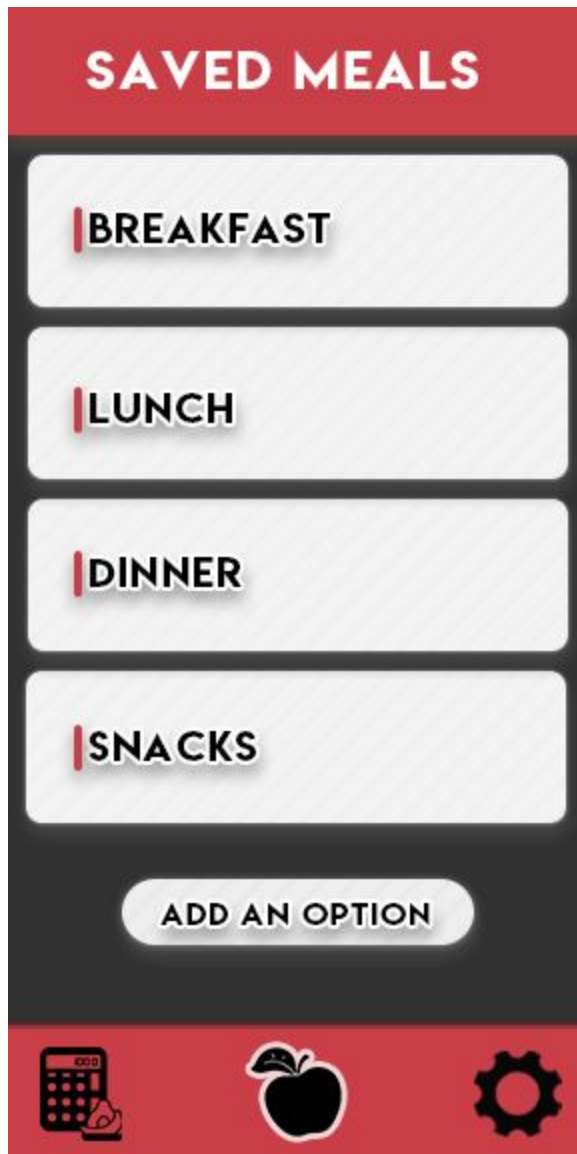 SAVED MEALS
BREAKFAST
LUNCH
DINNER
SNACKS
ADD AN OPTION